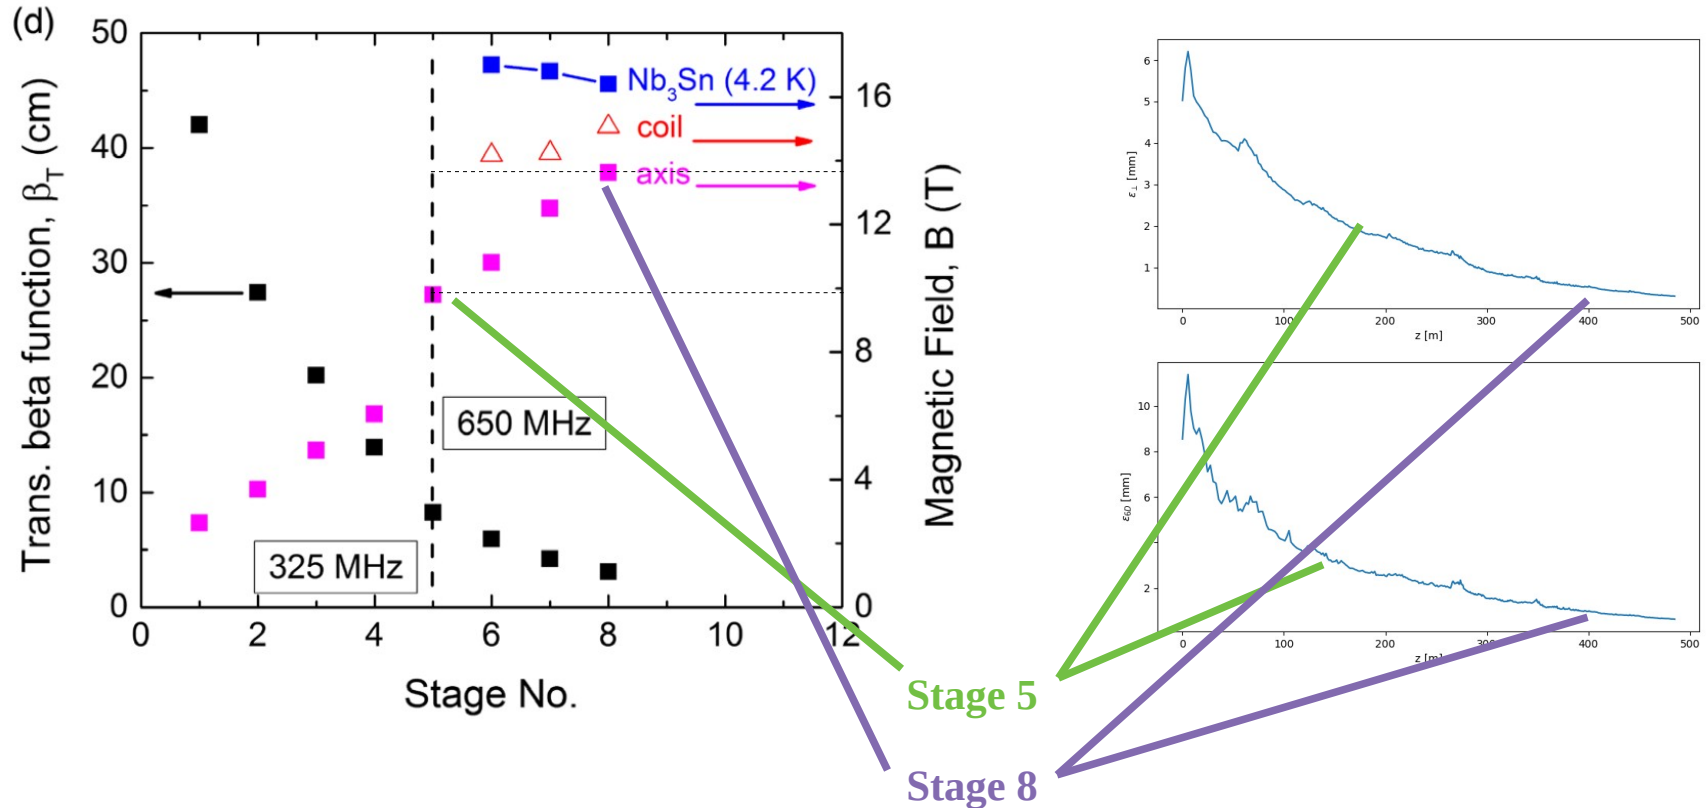 (d)
Trans. beta function, β_T (cm)
50
40
30
20
10
0
0
2
4
6
8
12
Stage No.
16
12
8
4
0
Magnetic Field, B (T)
Nb₃Sn (4.2 K)
coil
axis
650 MHz
325 MHz
ε⊥ [mm]
6
5
4
3
2
1
0
100
200
300
400
500
z [m]
ε6D [mm]
10
8
6
2
0
100
200
400
500
z [m]
Stage 5
Stage 8